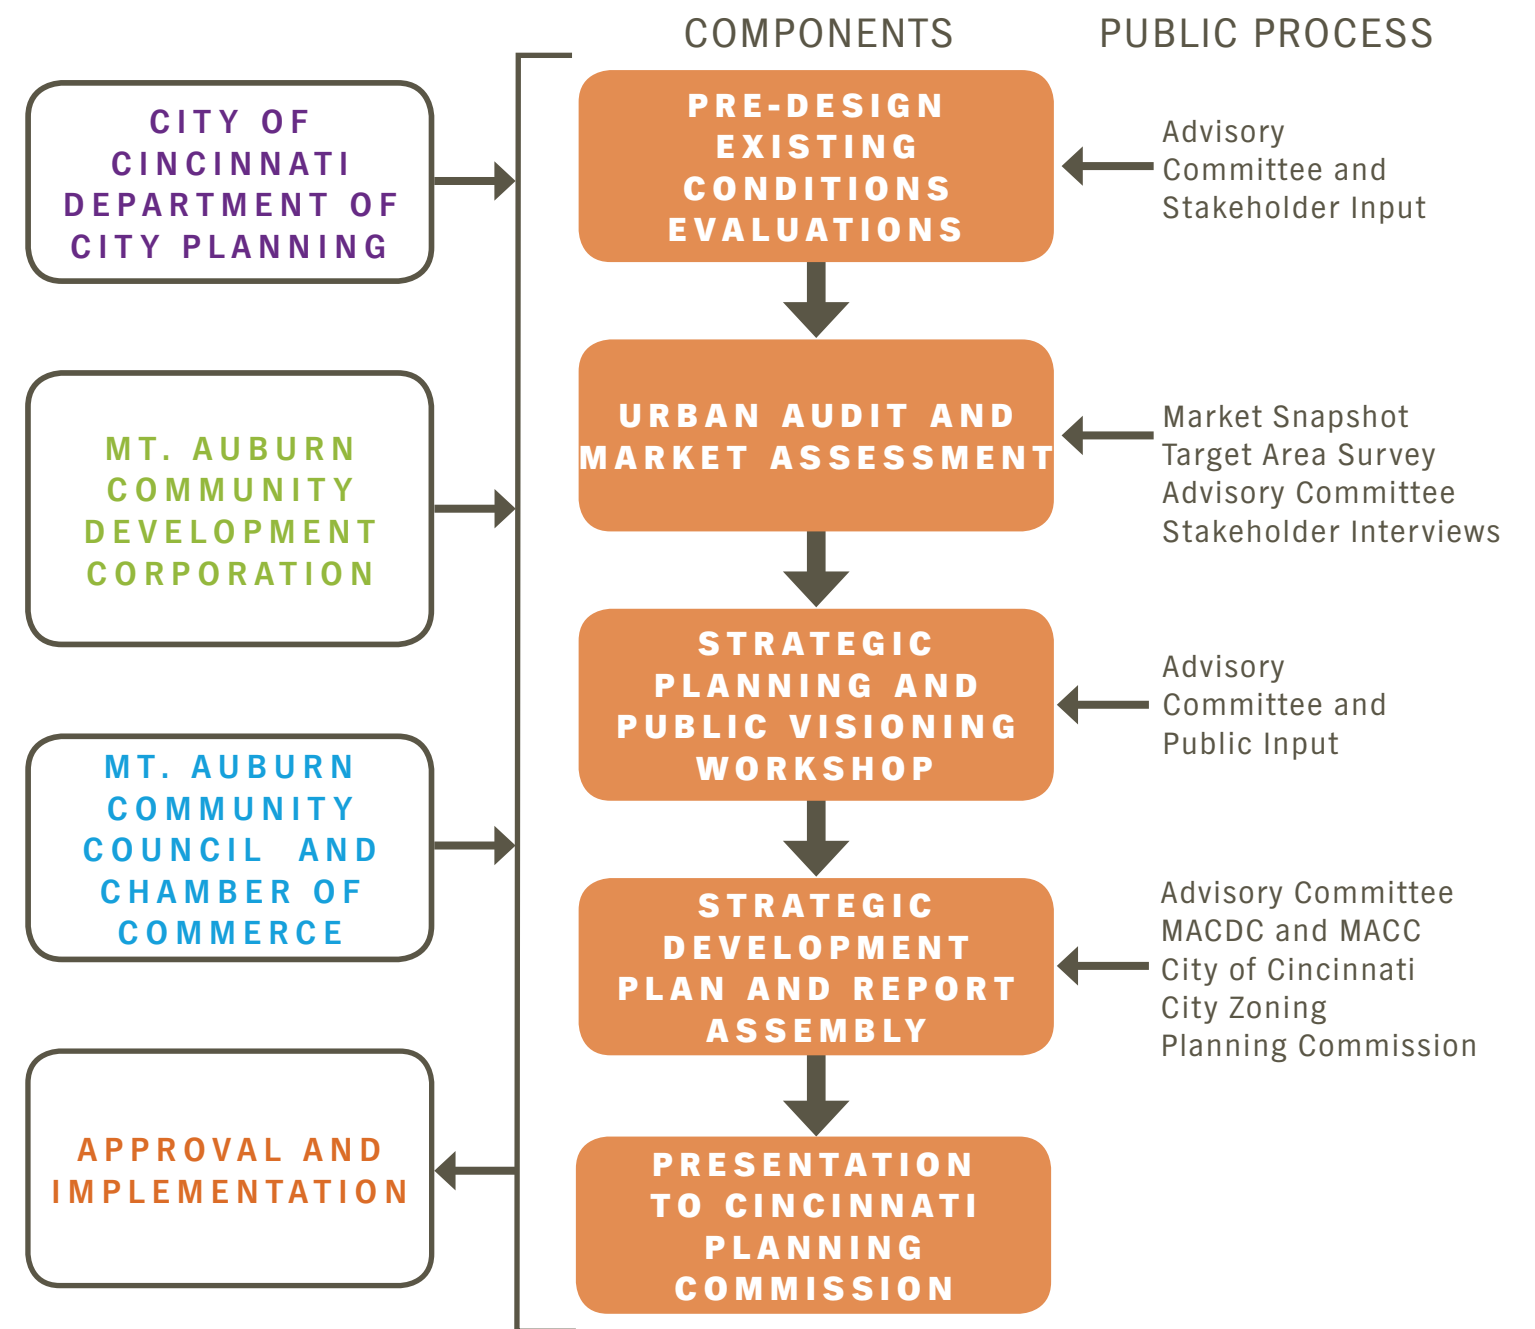 COMPONENTS
PUBLIC PROCESS
CITY OF
CINCINNATI
DEPARTMENT OF
CITY PLANNING
MT. AUBURN
COMMUNITY
DEVELOPMENT
CORPORATION
MT. AUBURN
COMMUNITY
COUNCIL AND
CHAMBER OF
COMMERCE
APPROVAL AND
IMPLEMENTATION
PRE-DESIGN
EXISTING
CONDITIONS
EVALUATIONS
Advisory
Committee and
Stakeholder Input
URBAN AUDIT AND
MARKET ASSESSMENT
Market Snapshot
Target Area Survey
Advisory Committee
Stakeholder Interviews
STRATEGIC
PLANNING AND
PUBLIC VISIONING
WORKSHOP
Advisory
Committee and
Public Input
STRATEGIC
DEVELOPMENT
PLAN AND REPORT
ASSEMBLY
Advisory Committee
MACDC and MACC
City of Cincinnati
City Zoning
Planning Commission
PRESENTATION
TO CINCINNATI
PLANNING
COMMISSION